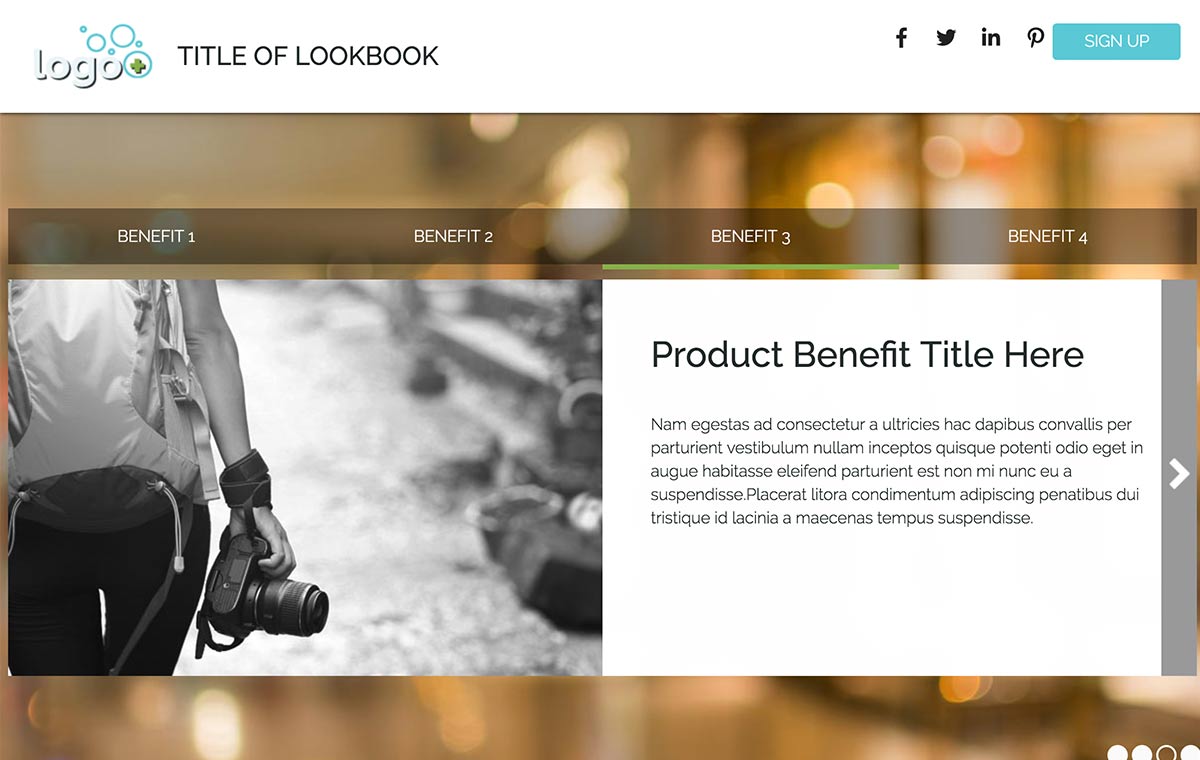 logo
TITLE OF LOOKBOOK
SIGN UP
BENEFIT 1
BENEFIT 2
BENEFIT 3
BENEFIT 4
Product Benefit Title Here
Nam egestas ad consectetur a ultricies hac dapibus convallis per
parturient vestibulum nullam inceptos quisque potenti odio eget in
augue habitasse eleifend parturient est non mi nunc eu a
suspendisse.Placerat litora condimentum adipiscing penatibus dui
tristique id lacinia a maecenas tempus suspendisse.